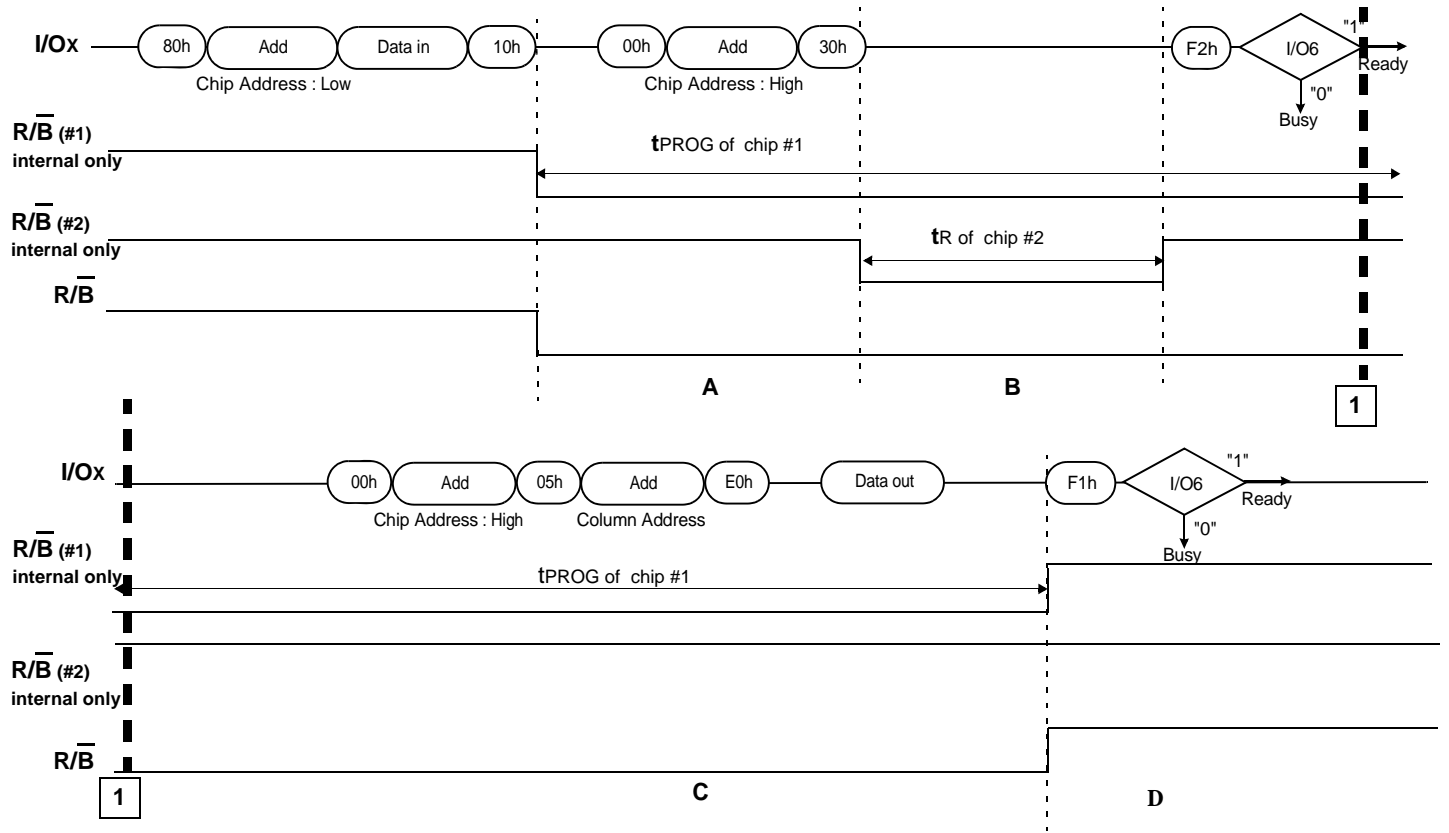 I/OX 80h Add Data in 10h 00h Add 30h F2h I/O6 "1"
Ready
Chip Address : Low Chip Address : High "0"
Busy
R/B (#1)
internal only
tPROG of chip #1
R/B (#2)
internal only
tR of chip #2
R/B
A B
1
I/OX 00h Add 05h Add E0h Data out F1h I/O6 "1"
Ready
Chip Address : High Column Address "0"
Busy
R/B (#1)
internal only
tPROG of chip #1
R/B (#2)
internal only
R/B
1 C D